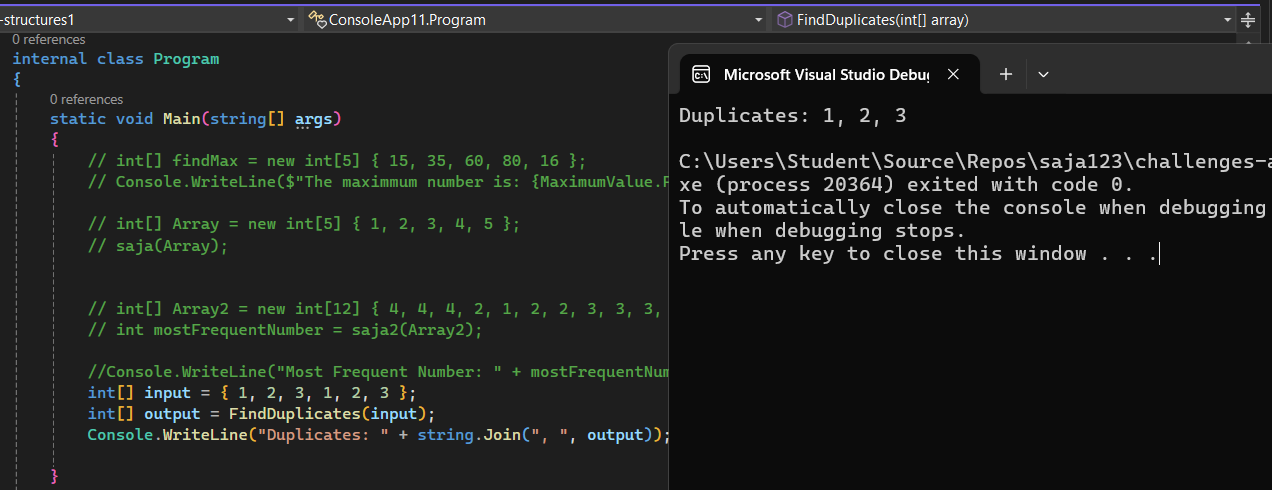 -structures1 ConsoleApp11.Program FindDuplicates(int[] array)
0 references
internal class Program
{
0 references
static void Main(string[] args)
{
// int[] findMax = new int[5] { 15, 35, 60, 80, 16 };
// Console.WriteLine($"The maximmum number is: {MaximumValue.
// int[] Array = new int[5] { 1, 2, 3, 4, 5 };
// saja(Array);
// int[] Array2 = new int[12] { 4, 4, 4, 2, 1, 2, 2, 3, 3, 3,
// int mostFrequentNumber = saja2(Array2);
//Console.WriteLine("Most Frequent Number: " + mostFrequentNum
int[] input = { 1, 2, 3, 1, 2, 3 };
int[] output = FindDuplicates(input);
Console.WriteLine("Duplicates: " + string.Join(", ", output));
}
Microsoft Visual Studio Debu
Duplicates: 1, 2, 3
C:\Users\Student\Source\Repos\saja123\challenges-a
xe (process 20364) exited with code 0.
To automatically close the console when debugging
le when debugging stops.
Press any key to close this window . . .